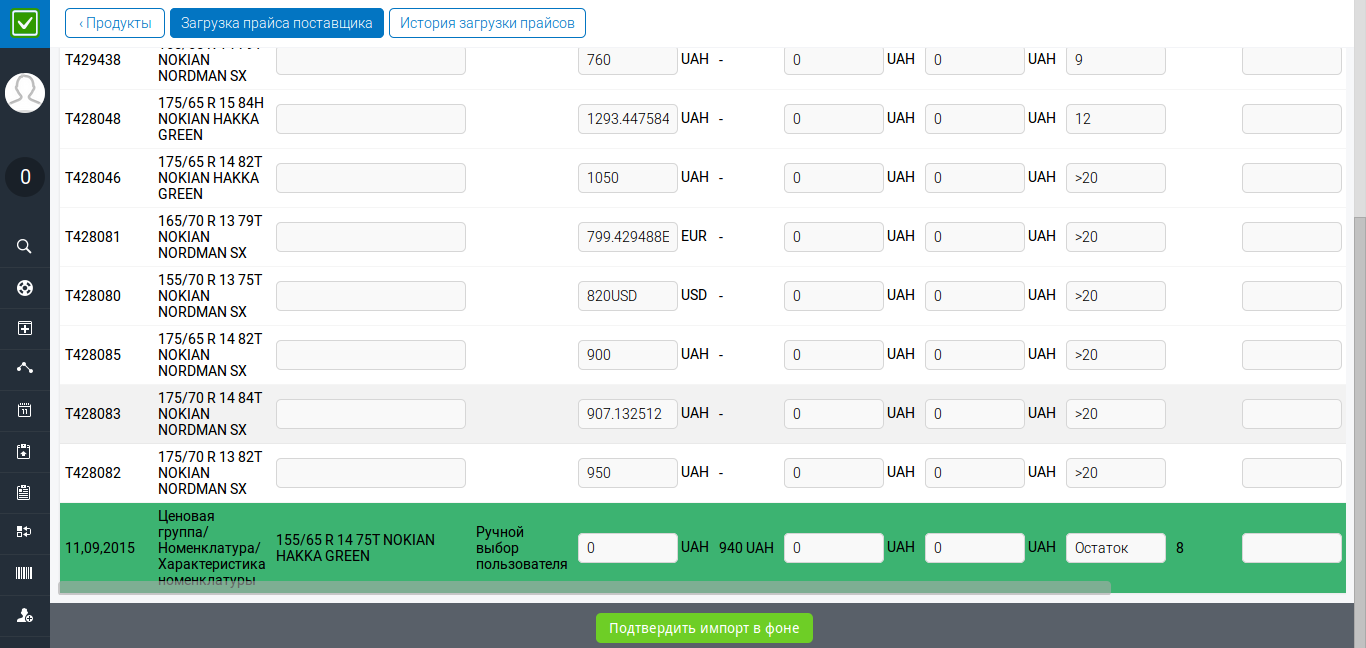 ‹ Продукты
Загрузка прайса поставщика
История загрузки прайсов
T429438
NOKIAN
NORDMAN SX
760 UAH - 0 UAH 0 UAH 9
T428048
175/65 R 15 84H
NOKIAN HAKKA
GREEN
1293.447584 UAH - 0 UAH 0 UAH 12
T428046
175/65 R 14 82T
NOKIAN HAKKA
GREEN
1050 UAH - 0 UAH 0 UAH >20
0
T428081
165/70 R 13 79T
NOKIAN
NORDMAN SX
799.429488E EUR - 0 UAH 0 UAH >20
T428080
155/70 R 13 75T
NOKIAN
NORDMAN SX
820USD USD - 0 UAH 0 UAH >20
T428085
175/65 R 14 82T
NOKIAN
NORDMAN SX
900 UAH - 0 UAH 0 UAH >20
11
T428083
175/70 R 14 84T
NOKIAN
NORDMAN SX
907.132512 UAH - 0 UAH 0 UAH >20
T428082
175/70 R 13 82T
NOKIAN
NORDMAN SX
950 UAH - 0 UAH 0 UAH >20
11,09,2015
Ценовая
группа/
Номенклатура/
Характеристика
номенклатуры
155/65 R 14 75T NOKIAN
HAKKA GREEN
Ручной
выбор
пользователя
0 UAH 940 UAH 0 UAH 0 UAH Остаток 8
Подтвердить импорт в фоне